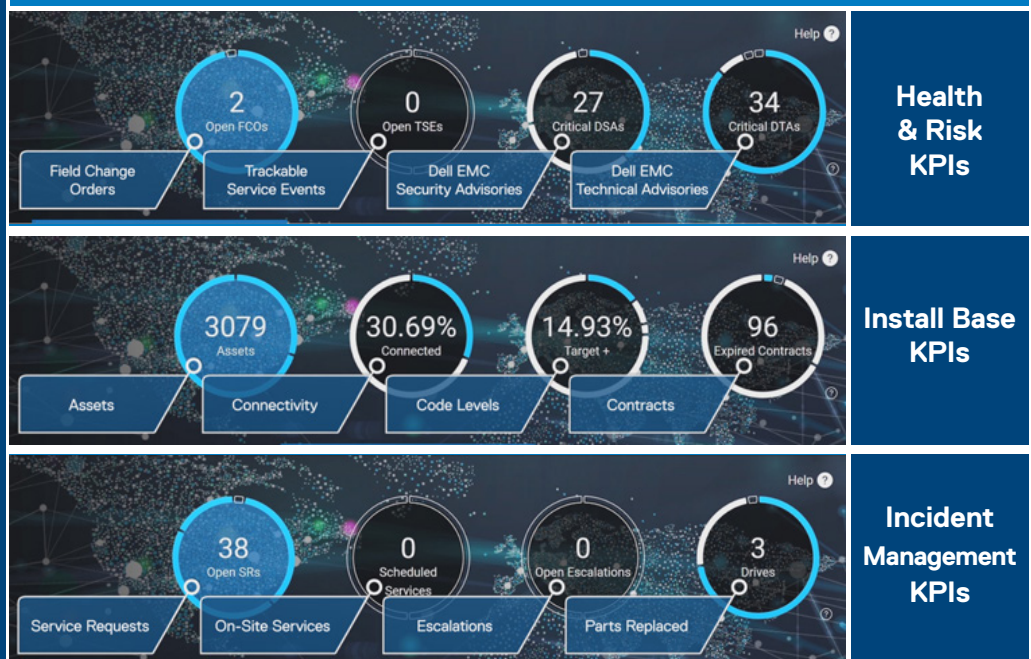 Help ?
2
Open FCOs
0
Open TSEs
27
Critical DSAs
34
Critical DTAs
Field Change
Orders
Trackable
Service Events
Dell EMC
Security Advisories
Dell EMC
Technical Advisories
?
Health
& Risk
KPIs
Help ?
3079
Assets
30.69%
Connected
14.93%
Target +
96
Expired Contracts
Assets
Connectivity
Code Levels
Contracts
?
Install Base
KPIs
Help ?
38
Open SRs
0
Scheduled
Services
0
Open Escalations
3
Drives
Service Requests
On-Site Services
Escalations
Parts Replaced
?
Incident
Management
KPIs